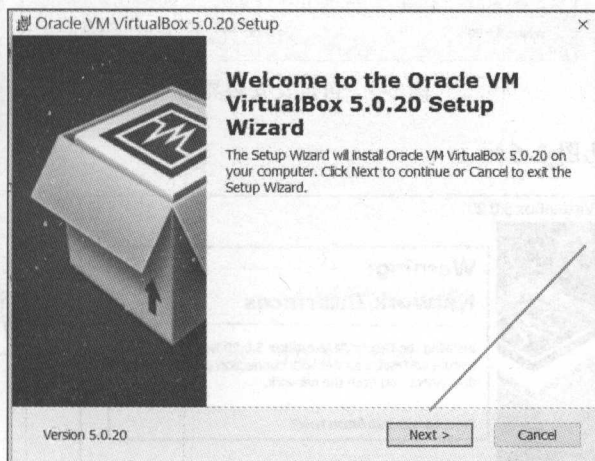 Oracle VM VirtualBox 5.0.20 Setup
Welcome to the Oracle VM
VirtualBox 5.0.20 Setup
Wizard
The Setup Wizard will install Oracle VM VirtualBox 5.0.20 on
your computer. Click Next to continue or Cancel to exit the
Setup Wizard.
Version 5.0.20
Next >
Cancel